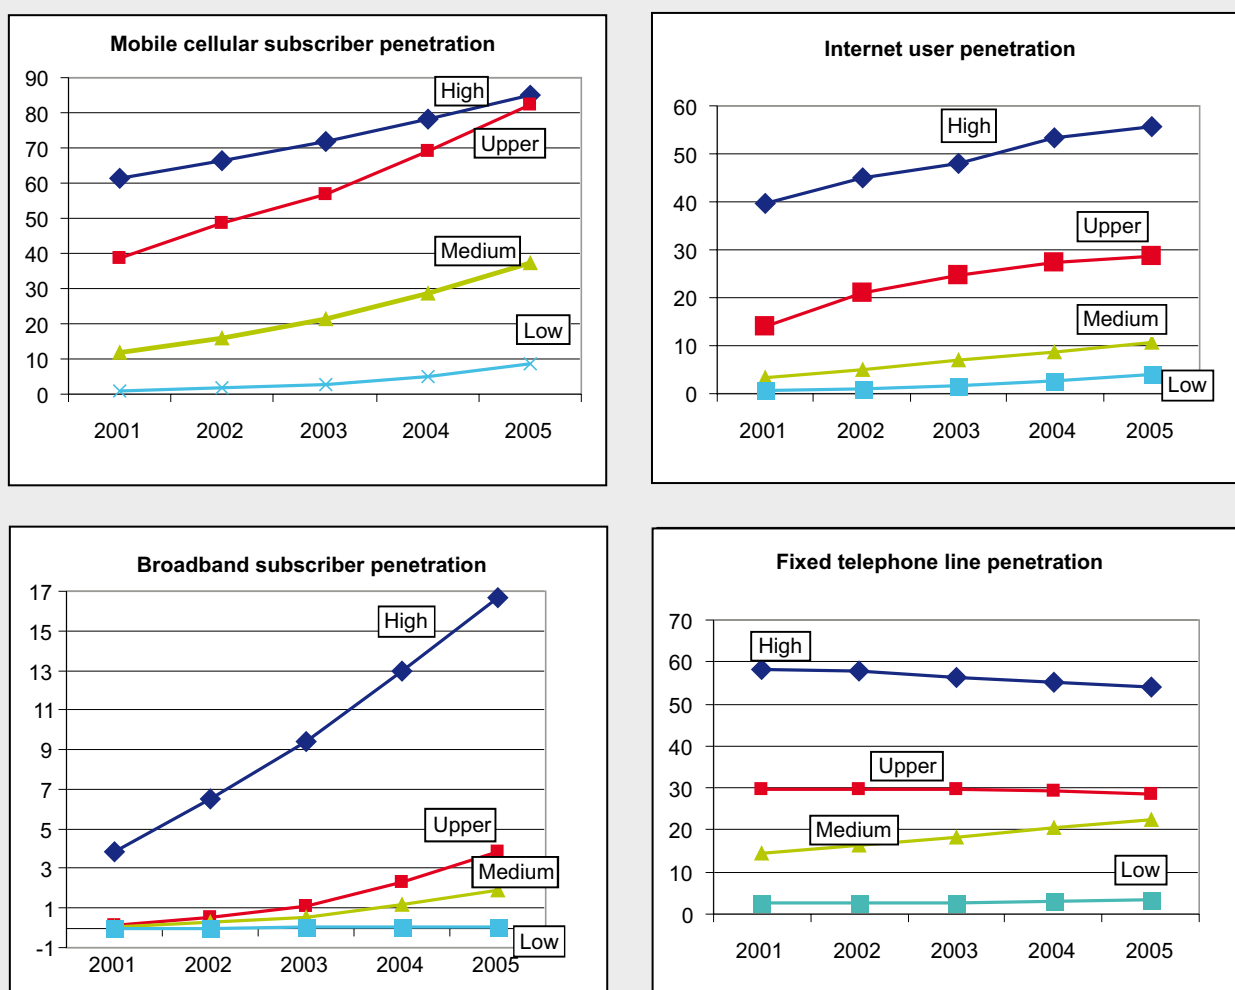 Mobile cellular subscriber penetration
90
80
70
60
50
40
30
20
10
0
High
Upper
Medium
Low
2001 2002 2003 2004 2005
Internet user penetration
60
50
40
30
20
10
0
High
Upper
Medium
Low
2001 2002 2003 2004 2005
Broadband subscriber penetration
17
15
13
11
9
7
5
3
1
-1
High
Upper
Medium
Low
2001 2002 2003 2004 2005
Fixed telephone line penetration
70
60
50
40
30
20
10
0
High
Upper
Medium
Low
2001 2002 2003 2004 2005